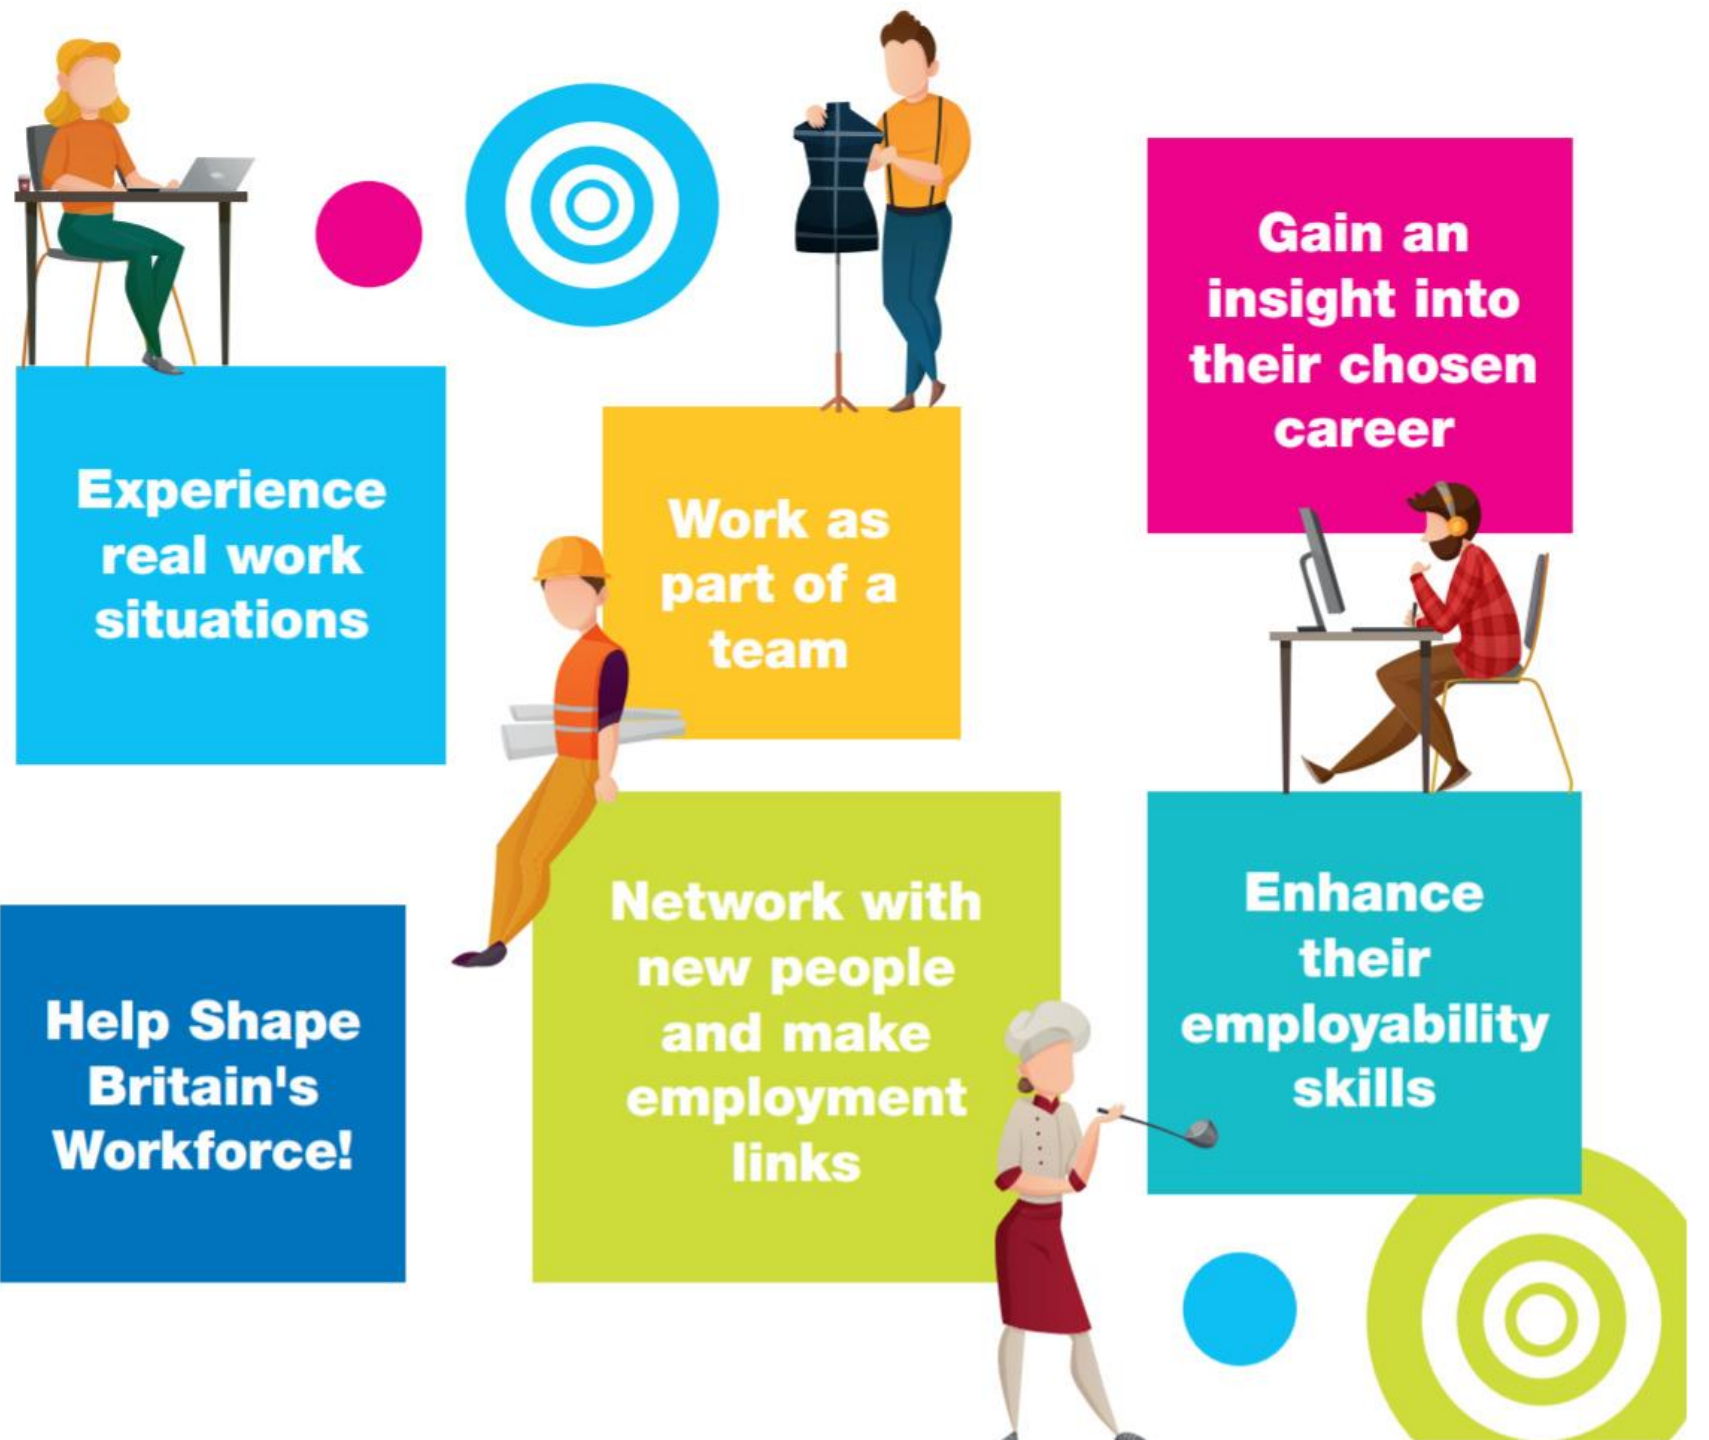 Experience
real work
situations
Work as
part of a
team
Gain an
insight into
their chosen
career
Help Shape
Britain's
Workforce!
Network with
new people
and make
employment
links
Enhance
their
employability
skills